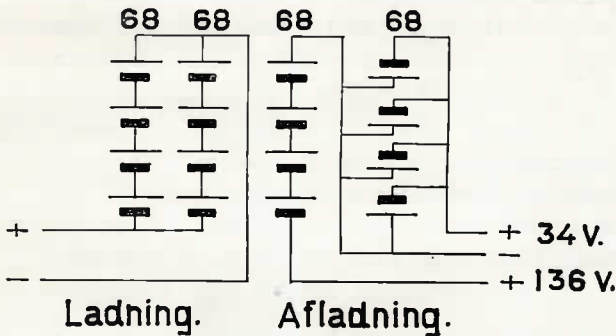 68 68 68 68
+ + 34 V.
- -
+ 136 V.
Ladning. Afladning.